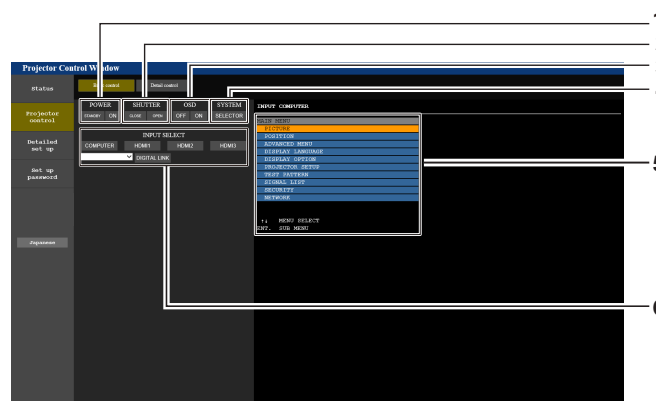 Projector Control Window
Status
Basic control
Detail control
POWER
STANDBY
ON
SHUTTER
CLOSE
OPEN
OSD
OFF
ON
SYSTEM
SELECTOR
Projector
control
Detailed
set up
Set up
password
Japanese
INPUT SELECT
COMPUTER
HDMI1
HDMI2
HDMI3
DIGITAL LINK
INPUT COMPUTER
MAIN MENU
PICTURE
POSITION
ADVANCED MENU
DISPLAY LANGUAGE
DISPLAY OPTION
PROJECTOR SETUP
TEST PATTERN
SIGNAL LIST
SECURITY
NETWORK
↑↓ MENU SELECT
ENT. SUB MENU
5
6